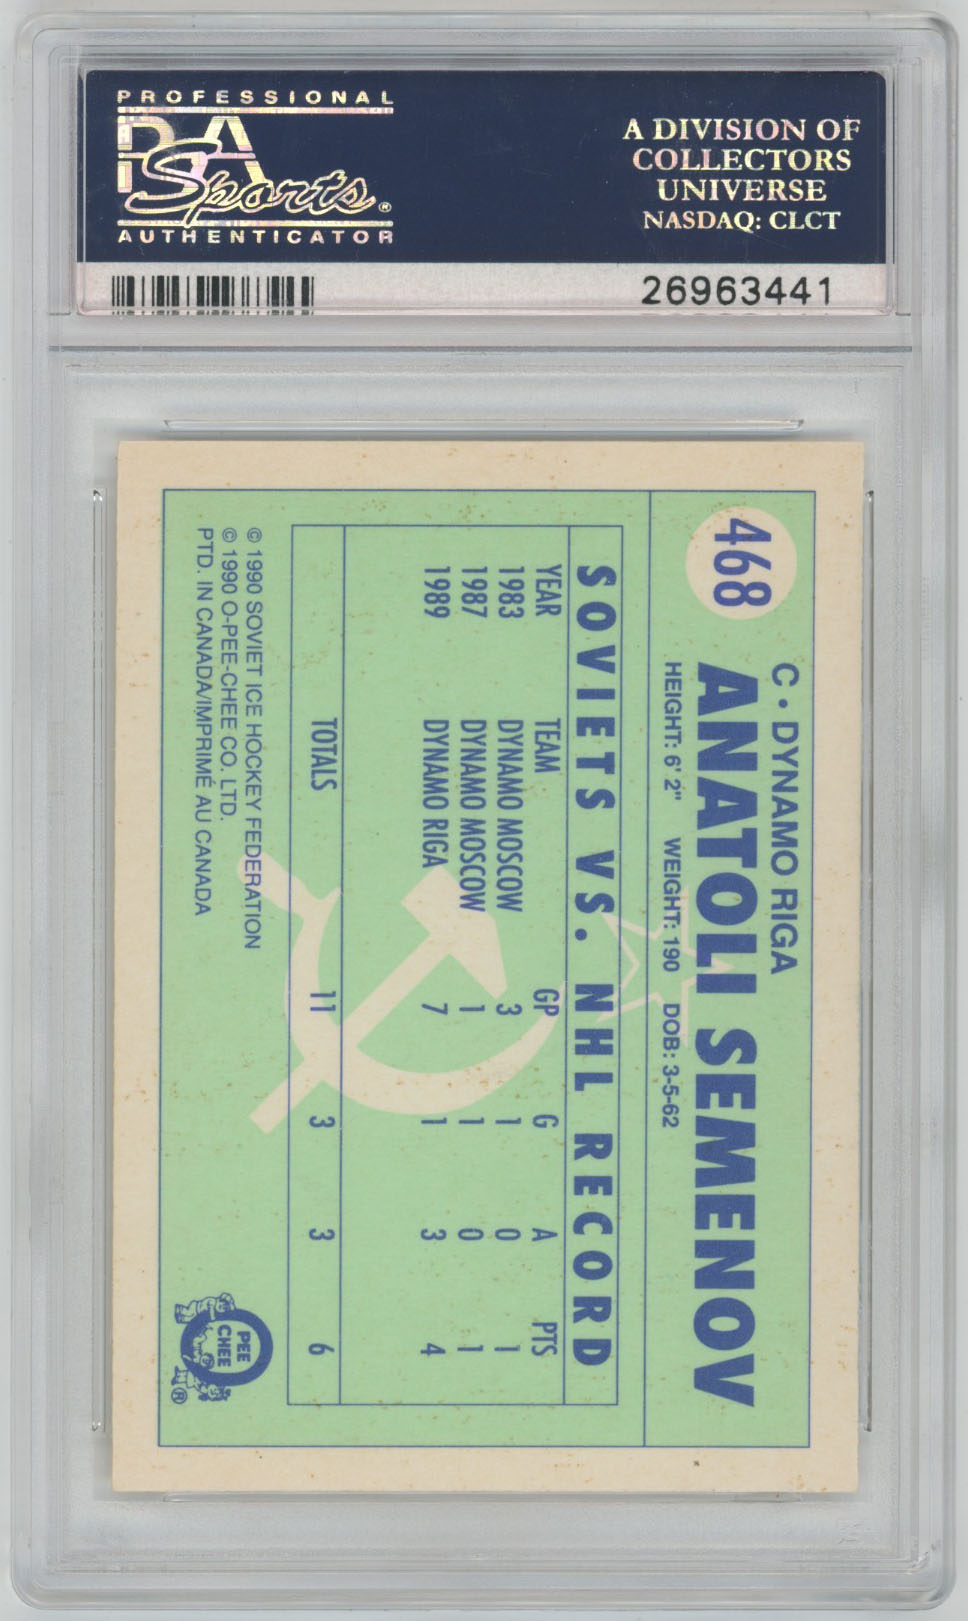 PROFESSIONAL
PSA
Sports®
AUTHENTICATOR
A DIVISION OF
COLLECTORS
UNIVERSE
NASDAQ: CLCT
26963441
468
C • DYNAMO RIGA
ANATOLI SEMENOV
HEIGHT: 6' 2" WEIGHT: 190 DOB: 3-5-62
SOVIETS VS. NHL RECORD
YEAR TEAM GP G A PTS
1983 DYNAMO MOSCOW 3 1 0 1
1987 DYNAMO MOSCOW 1 1 0 1
1989 DYNAMO RIGA 7 1 3 4
TOTALS 11 3 3 6
© 1990 SOVIET ICE HOCKEY FEDERATION
© 1990 O-PEE-CHEE CO. LTD.
PTD. IN CANADA/IMPRIMÉ AU CANADA
O
PEE
CHEE
®